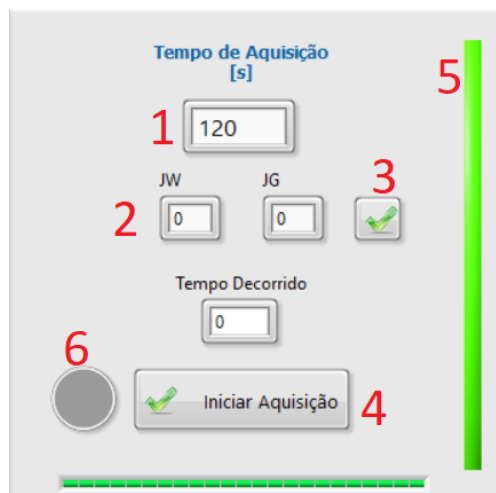 Tempo de Aquisição
[s]
5
1 120
JW JG 3
2 0 0
Tempo Decorrido
0
6
Iniciar Aquisição 4